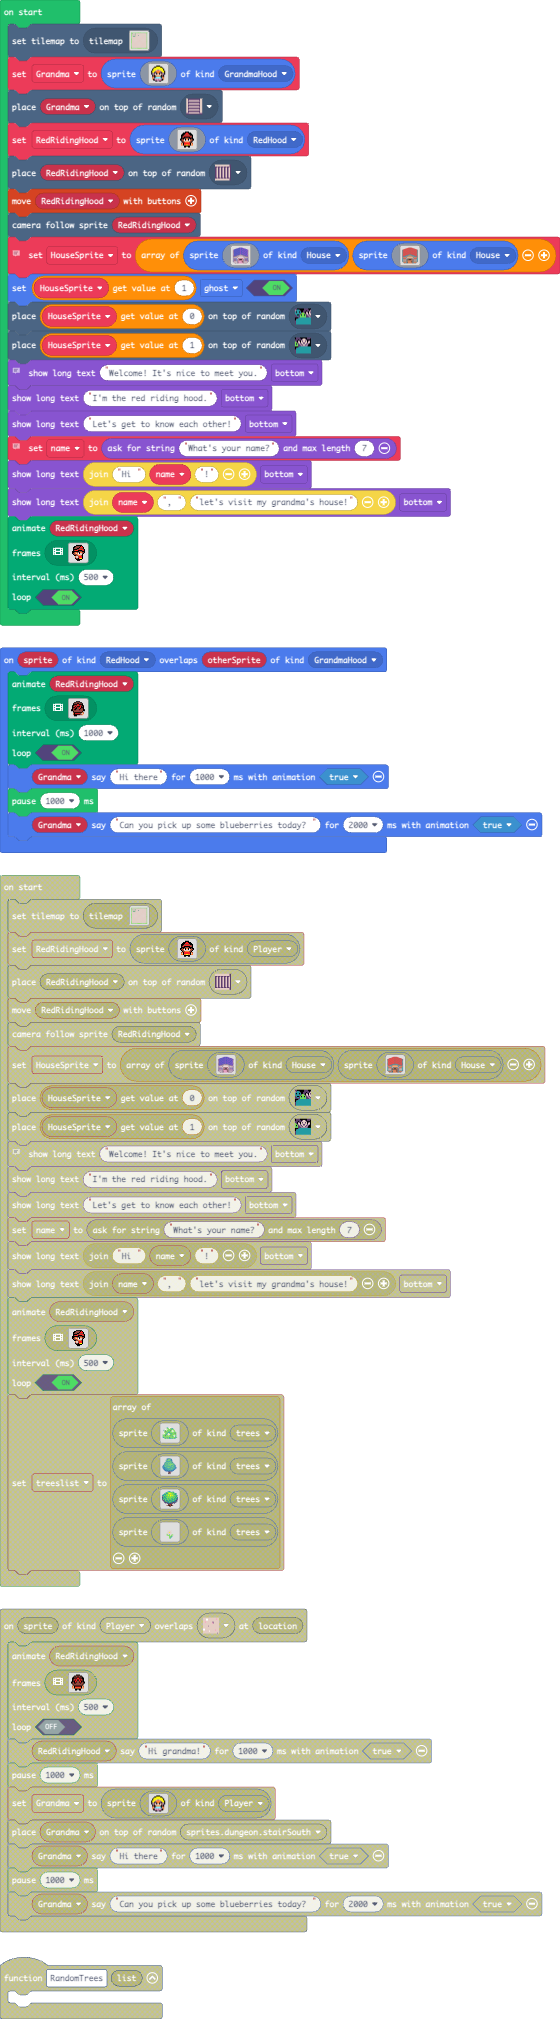 on start
set tilemap to tilemap
set Grandma to sprite of kind GrandmaHood
place Grandma on top of random
set RedRidingHood to sprite of kind RedHood
place RedRidingHood on top of random
move RedRidingHood with buttons
camera follow sprite RedRidingHood
set HouseSprite to array of sprite of kind House sprite of kind House
set HouseSprite get value at 1 ghost ON
place HouseSprite get value at 0 on top of random
place HouseSprite get value at 1 on top of random
show long text "Welcome! It's nice to meet you." bottom
show long text "I'm the red riding hood." bottom
show long text "Let's get to know each other!" bottom
set name to ask for string "What's your name?" and max length 7
show long text join "Hi " name "!" bottom
show long text join name ", " "let's visit my grandma's house!" bottom
animate RedRidingHood
frames
interval (ms) 500
loop ON
on sprite of kind RedHood overlaps otherSprite of kind GrandmaHood
animate RedRidingHood
frames
interval (ms) 1000
loop ON
Grandma say "Hi there" for 1000 ms with animation true
pause 1000 ms
Grandma say "Can you pick up some blueberries today? " for 2000 ms with animation true
on start
set tilemap to tilemap
set RedRidingHood to sprite of kind Player
place RedRidingHood on top of random
move RedRidingHood with buttons
camera follow sprite RedRidingHood
set HouseSprite to array of sprite of kind House sprite of kind House
place HouseSprite get value at 0 on top of random
place HouseSprite get value at 1 on top of random
show long text "Welcome! It's nice to meet you." bottom
show long text "I'm the red riding hood." bottom
show long text "Let's get to know each other!" bottom
set name to ask for string "What's your name?" and max length 7
show long text join "Hi " name "!" bottom
show long text join name ", " "let's visit my grandma's house!" bottom
animate RedRidingHood
frames
interval (ms) 500
loop ON
array of
sprite of kind trees
sprite of kind trees
set treeslist to
sprite of kind trees
sprite of kind trees
on sprite of kind Player overlaps at location
animate RedRidingHood
frames
interval (ms) 500
loop OFF
RedRidingHood say "Hi grandma!" for 1000 ms with animation true
pause 1000 ms
set Grandma to sprite of kind Player
place Grandma on top of random sprites.dungeon.stairSouth
Grandma say "Hi there" for 1000 ms with animation true
pause 1000 ms
Grandma say "Can you pick up some blueberries today? " for 2000 ms with animation true
function RandomTrees list